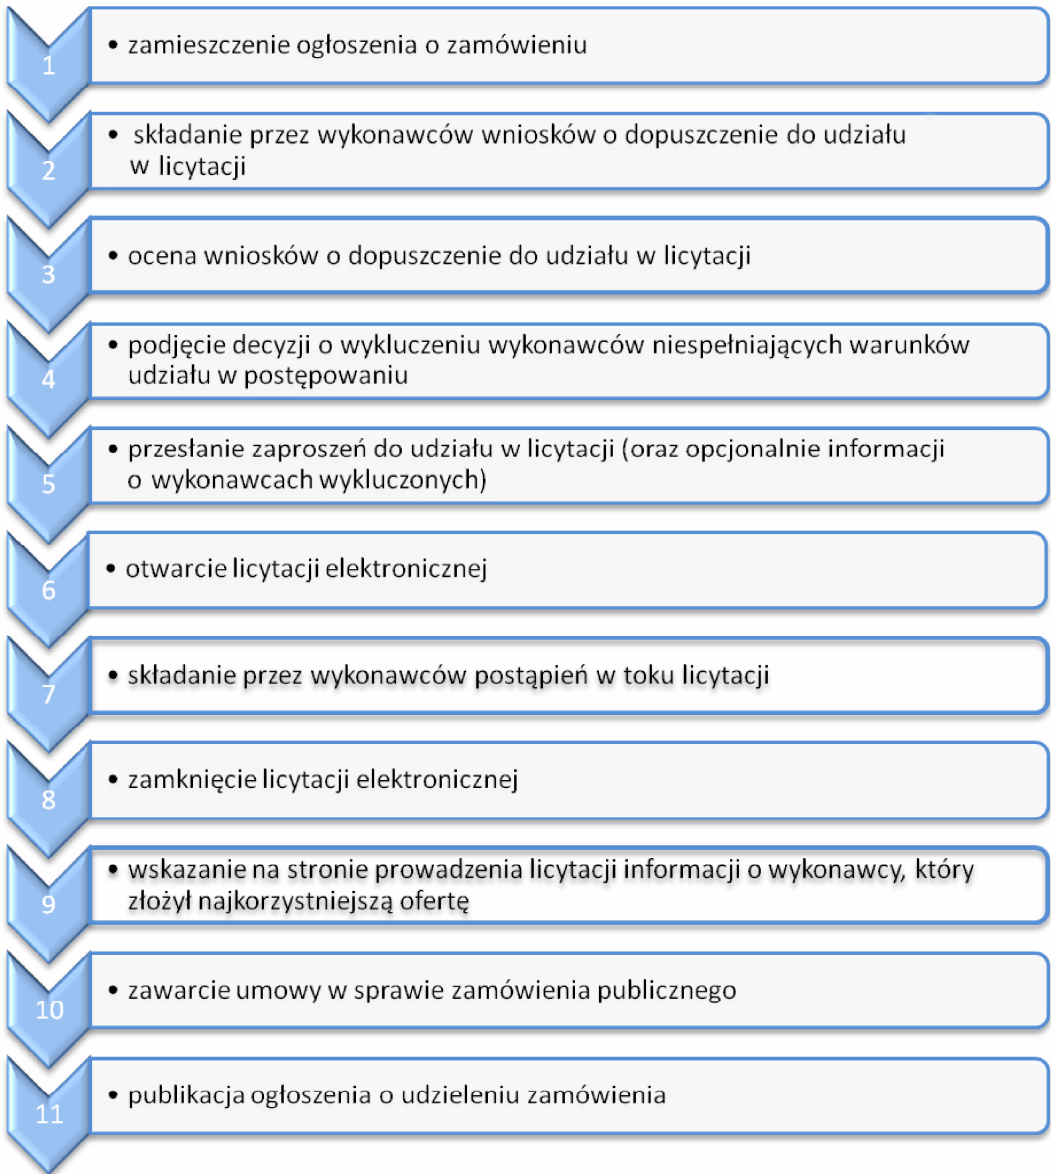 1
• zamieszczenie ogłoszenia o zamówieniu
2
• składanie przez wykonawców wniosków o dopuszczenie do udziału
w licytacji
3
• ocena wniosków o dopuszczenie do udziału w licytacji
4
• podjęcie decyzji o wykluczeniu wykonawców niespełniających warunków
udziału w postępowaniu
5
• przesłanie zaproszeń do udziału w licytacji (oraz opcjonalnie informacji
o wykonawcach wykluczonych)
6
• otwarcie licytacji elektronicznej
7
• składanie przez wykonawców postąpień w toku licytacji
8
• zamknięcie licytacji elektronicznej
9
• wskazanie na stronie prowadzenia licytacji informacji o wykonawcy, który
złożył najkorzystniejszą ofertę
10
• zawarcie umowy w sprawie zamówienia publicznego
11
• publikacja ogłoszenia o udzieleniu zamówienia